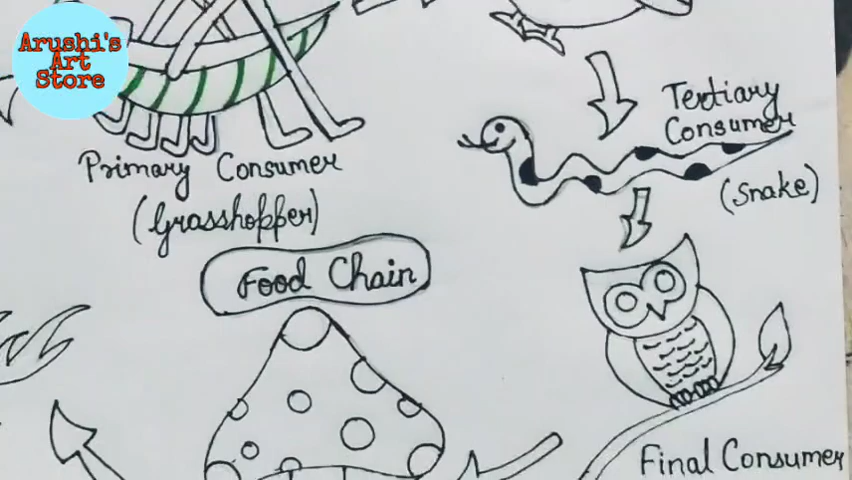 Arushi's
Art
Store
Primary Consumer
(Grasshopper)
Tertiary
Consumer
(Snake)
Food Chain
Final Consumer